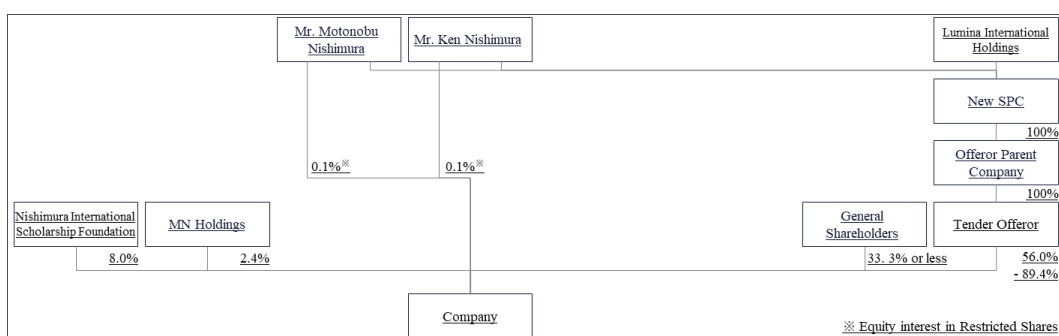 Mr. Motonobu
Nishimura
Mr. Ken Nishimura
Lumina International
Holdings
New SPC
100%
Offeror Parent
Company
100%
0.1%※
0.1%※
Nishimura International
Scholarship Foundation
MN Holdings
General
Shareholders
Tender Offeror
8.0%
2.4%
33. 3% or less
56.0%
- 89.4%
Company
※ Equity interest in Restricted Shares